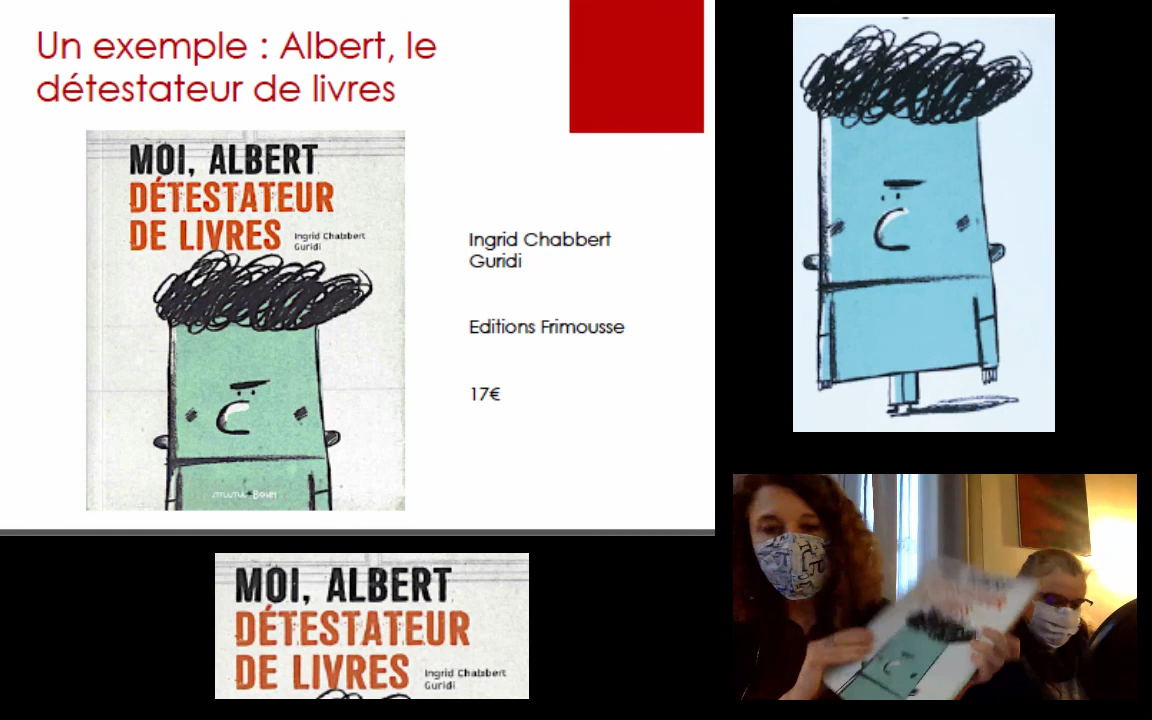 Un exemple : Albert, le
détestateur de livres
MOI, ALBERT
DÉTESTATEUR
DE LIVRES
Ingrid Chabbert
Guridi
Ingrid Chabbert
Guridi
Editions Frimousse
17€
MOI, ALBERT
DÉTESTATEUR
DE LIVRES
Ingrid Chabbert
Guridi